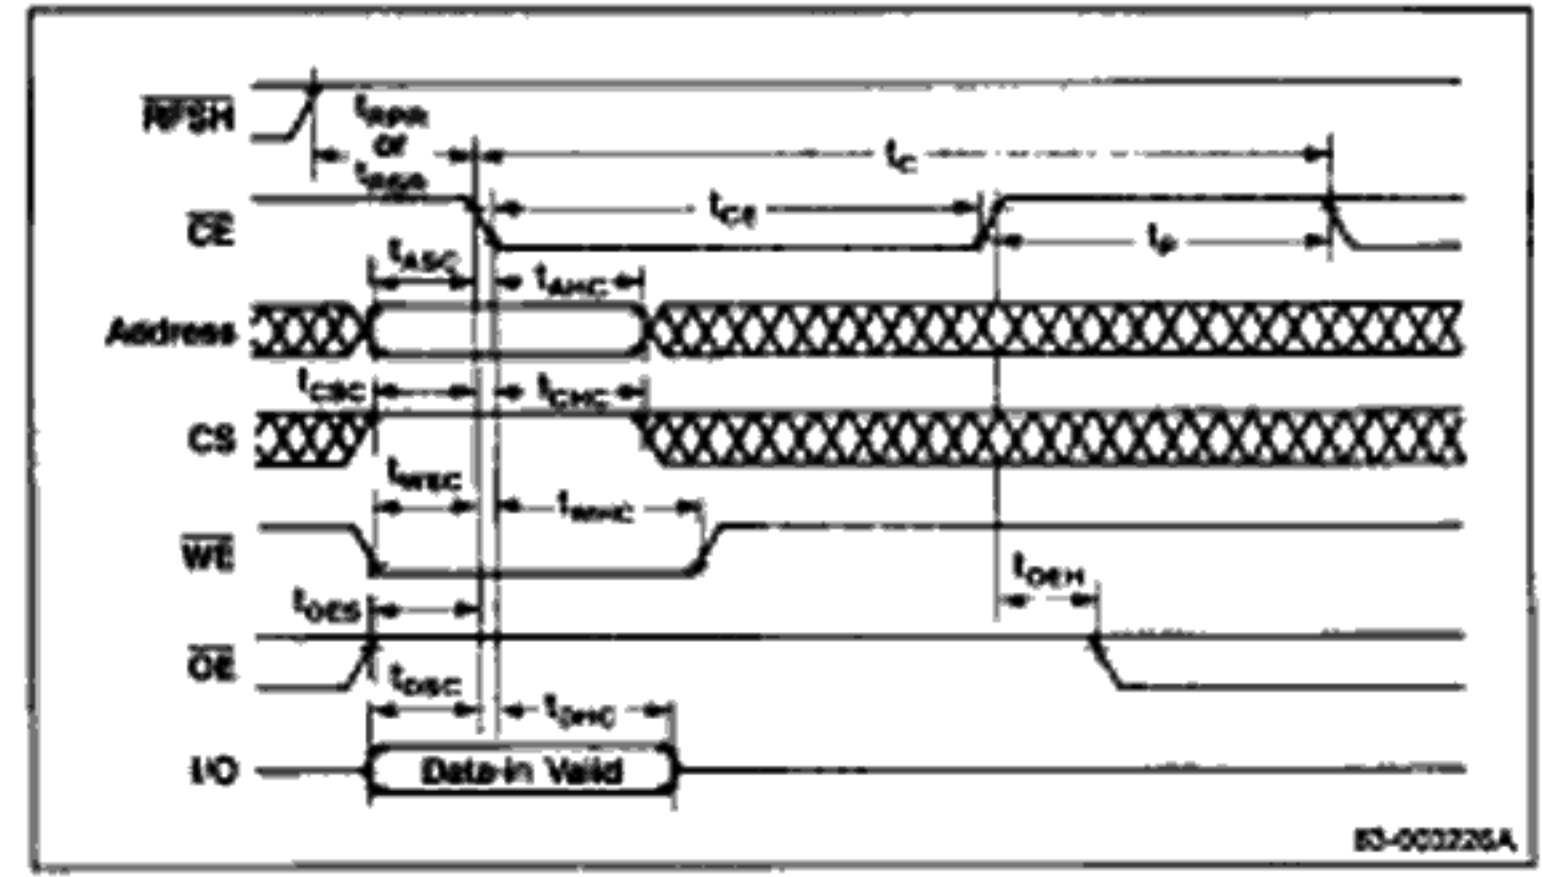 RFSH
tRPR
or
tRSR
tC
CE
tCE
tP
tASC
tAHC
Address
tCSC
tCHC
CS
tWSC
tWHC
WE
tOES
tOEH
OE
tDSC
tDHC
I/O
Data-in Valid
83-003226A